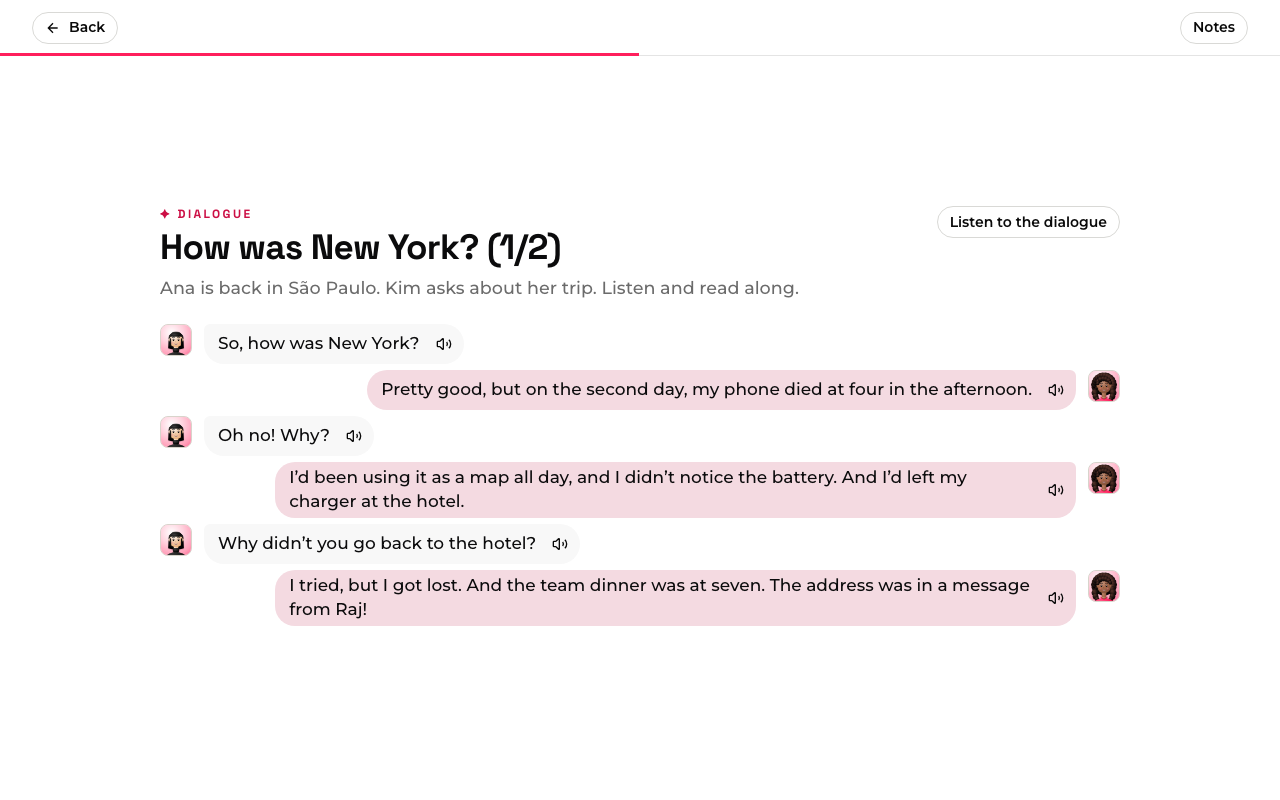 Back
Notes
DIALOGUE
Listen to the dialogue
How was New York? (1/2)
Ana is back in São Paulo. Kim asks about her trip. Listen and read along.
So, how was New York?
Pretty good, but on the second day, my phone died at four in the afternoon.
Oh no! Why?
I’d been using it as a map all day, and I didn’t notice the battery. And I’d left my
charger at the hotel.
Why didn’t you go back to the hotel?
I tried, but I got lost. And the team dinner was at seven. The address was in a message
from Raj!